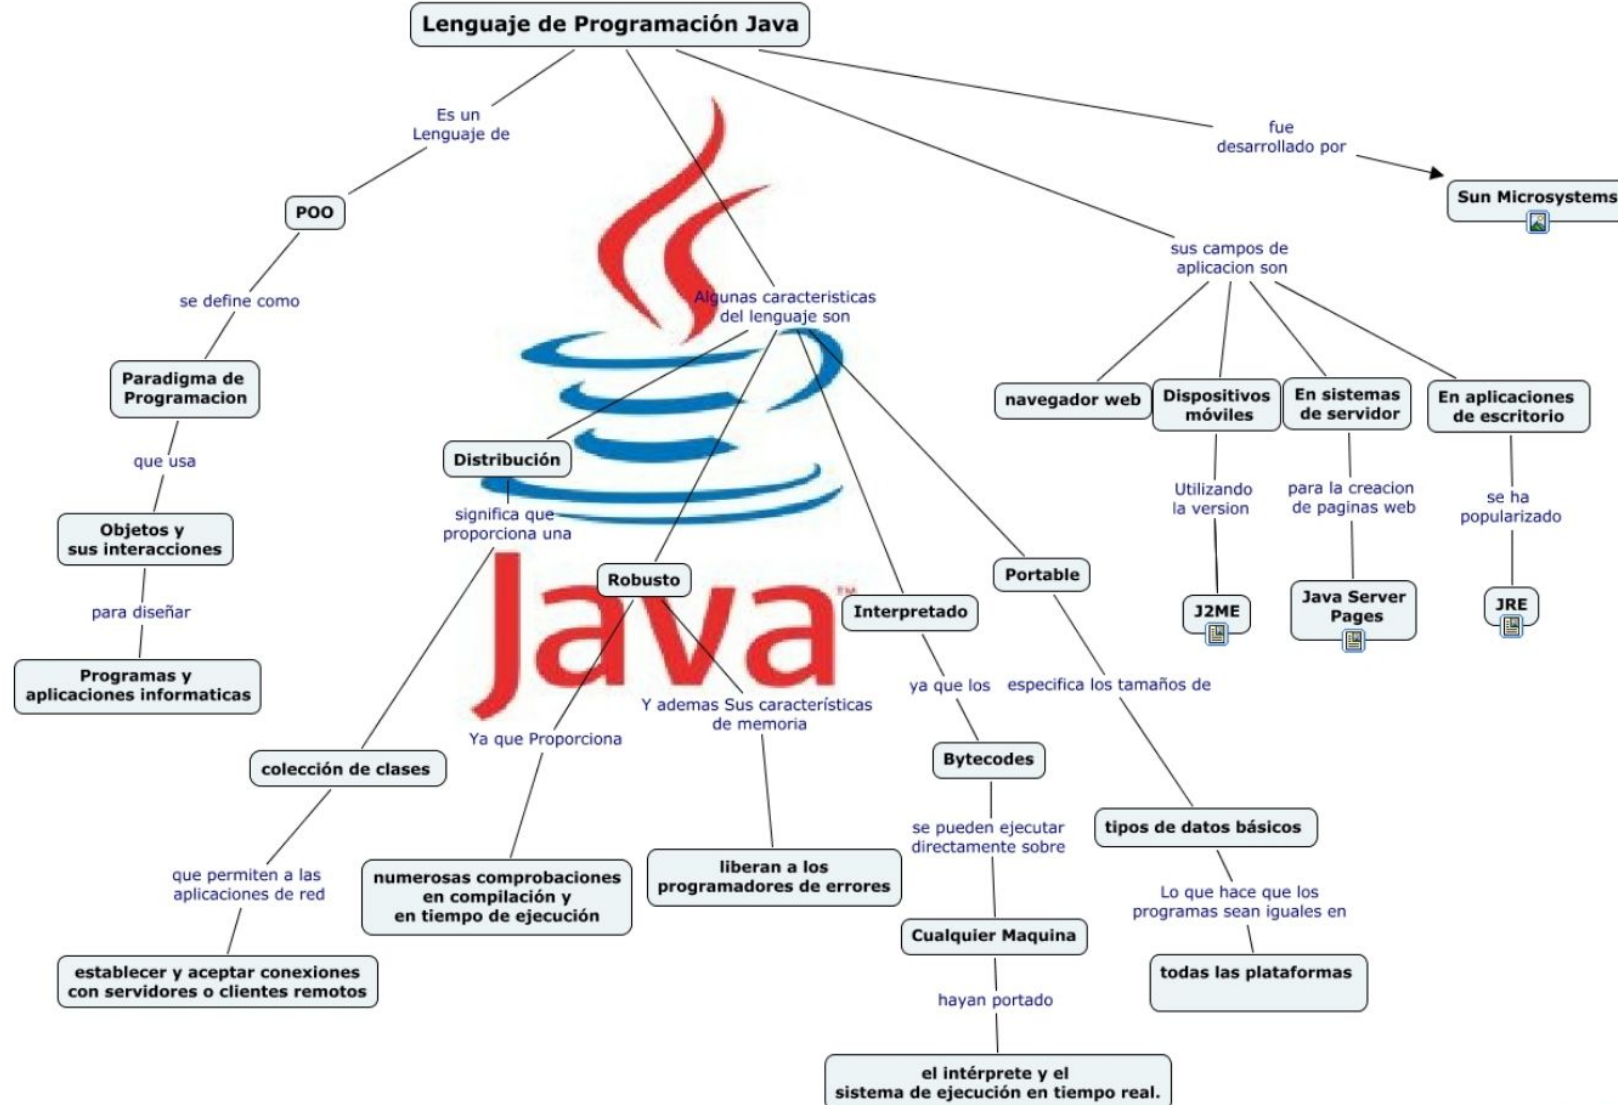 Lenguaje de Programación Java
Es un
Lenguaje de
POO
se define como
Paradigma de
Programacion
que usa
Objetos y
sus interacciones
para diseñar
Programas y
aplicaciones informaticas
Algunas caracteristicas
del lenguaje son
Distribución
significa que
proporciona una
colección de clases
que permiten a las
aplicaciones de red
establecer y aceptar conexiones
con servidores o clientes remotos
Robusto
Ya que Proporciona
numerosas comprobaciones
en compilación y
en tiempo de ejecución
Y ademas Sus características
de memoria
liberan a los
programadores de errores
Interpretado
ya que los
Bytecodes
se pueden ejecutar
directamente sobre
Cualquier Maquina
hayan portado
el intérprete y el
sistema de ejecución en tiempo real.
Portable
especifica los tamaños de
tipos de datos básicos
Lo que hace que los
programas sean iguales en
todas las plataformas
sus campos de
aplicacion son
navegador web
Dispositivos
móviles
Utilizando
la version
J2ME
En sistemas
de servidor
para la creacion
de paginas web
Java Server
Pages
En aplicaciones
de escritorio
se ha
popularizado
JRE
fue
desarrollado por
Sun Microsystems
Java™